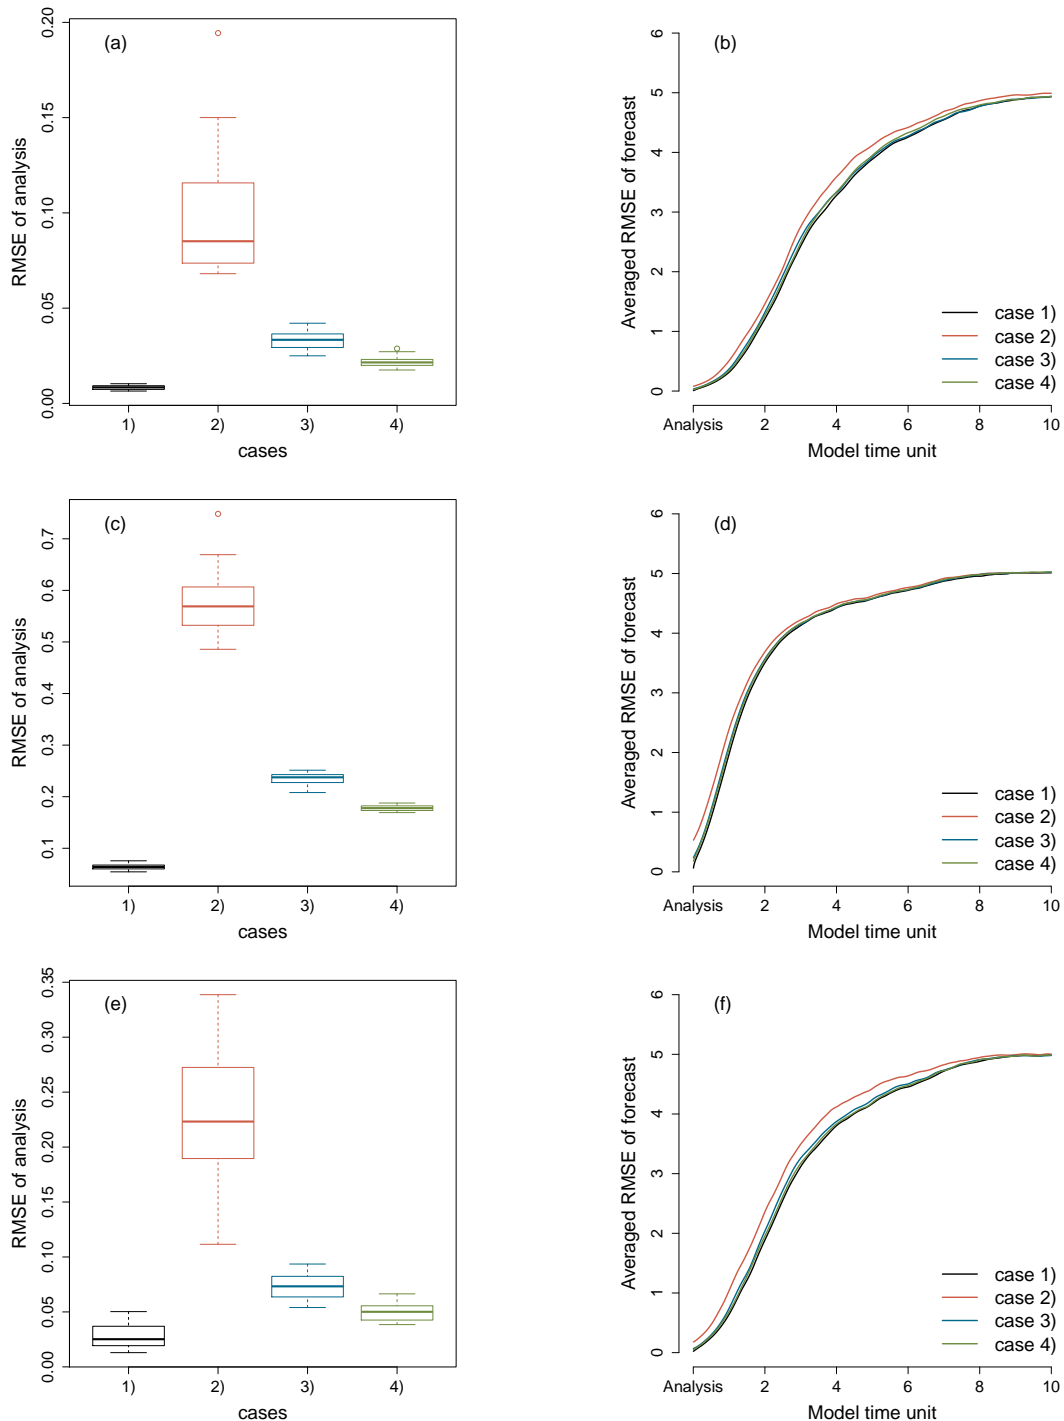 (a)
RMSE of analysis
0.00
0.05
0.10
0.15
0.20
1)
2)
3)
4)
cases
(b)
Averaged RMSE of forecast
0
1
2
3
4
5
6
Analysis
2
4
6
8
10
Model time unit
case 1)
case 2)
case 3)
case 4)
(c)
RMSE of analysis
0.1
0.2
0.3
0.4
0.5
0.6
0.7
1)
2)
3)
4)
cases
(d)
Averaged RMSE of forecast
0
1
2
3
4
5
6
Analysis
2
4
6
8
10
Model time unit
case 1)
case 2)
case 3)
case 4)
(e)
RMSE of analysis
0.00
0.05
0.10
0.15
0.20
0.25
0.30
0.35
1)
2)
3)
4)
cases
(f)
Averaged RMSE of forecast
0
1
2
3
4
5
6
Analysis
2
4
6
8
10
Model time unit
case 1)
case 2)
case 3)
case 4)